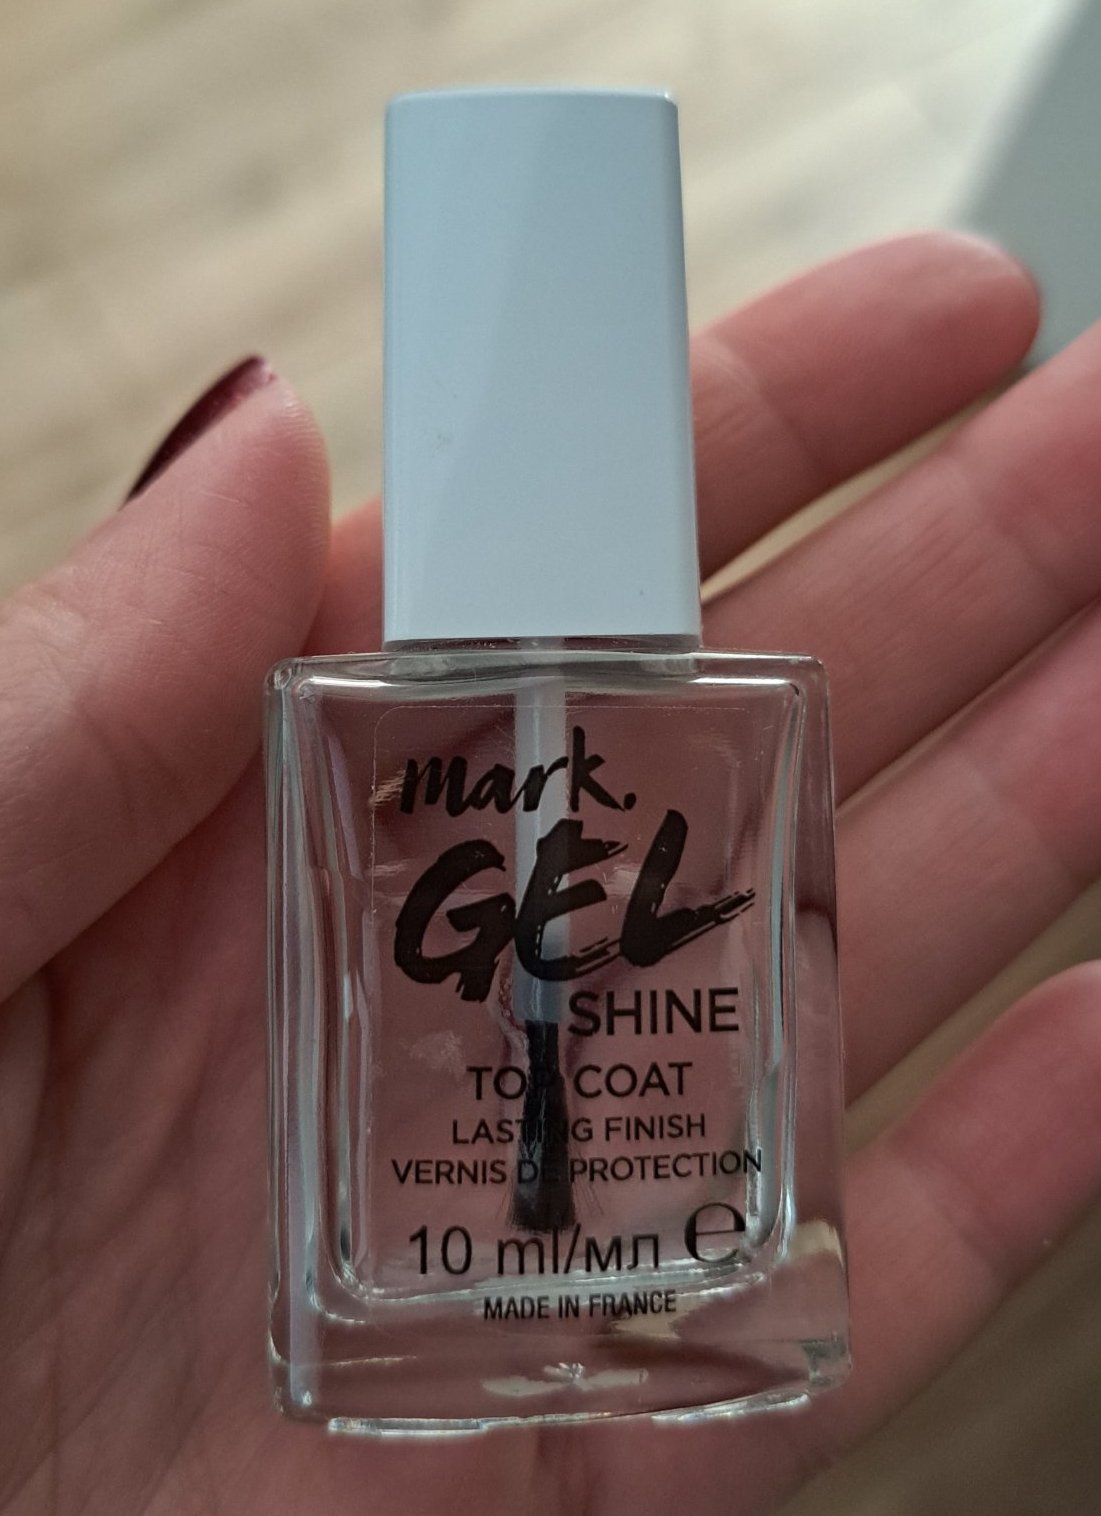 mark.
GEL
SHINE
TOP COAT
LASTING FINISH
VERNIS DE PROTECTION
10 ml/мл ℮
MADE IN FRANCE